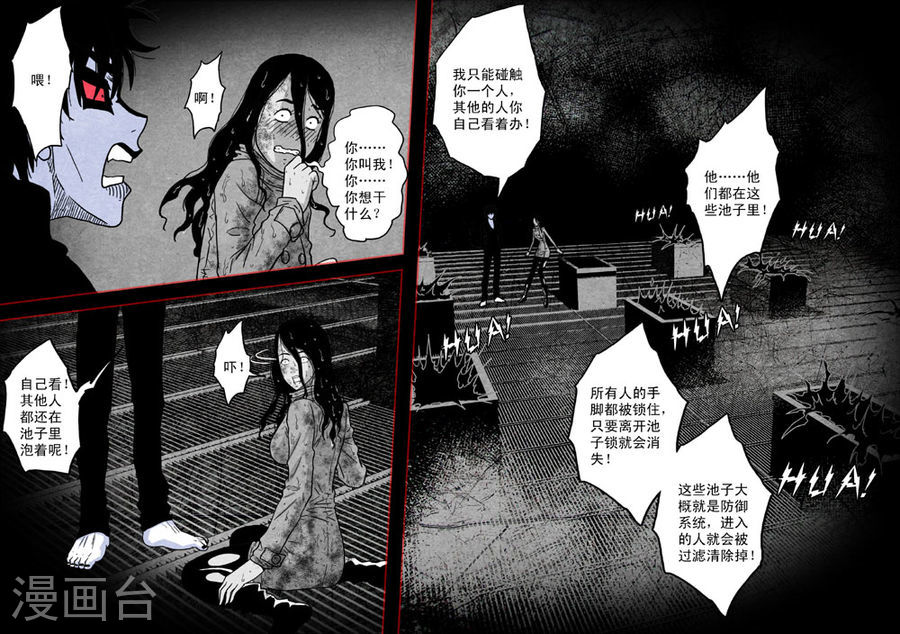 喂！
啊！
你……
你叫我！
你……
你想干
什么？
自己看！
其他人
都还在
池子里
泡着呢！
吓！
我只能碰触
你一个人，
其他的人你
自己看着办！
他……他
们都在这
些池子里！
HUA!
HUA!
HUA!
HUA!
HUA!
所有人的手
脚都被锁住，
只要离开池
子锁就会消
失！
这些池子大
概就是防御
系统，进入
的人就会被
过滤清除掉！
漫画台